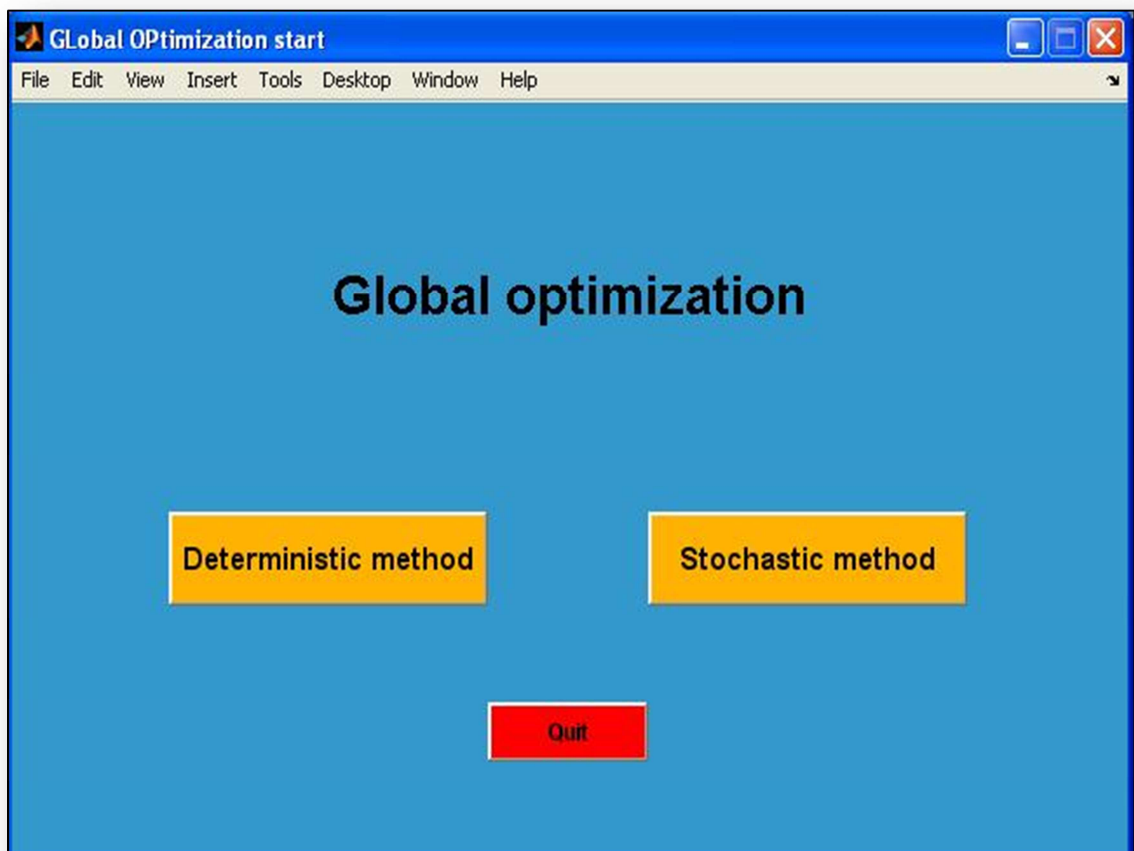 GLobal OPtimization start
File Edit View Insert Tools Desktop Window Help
Global optimization
Deterministic method Stochastic method
Quit